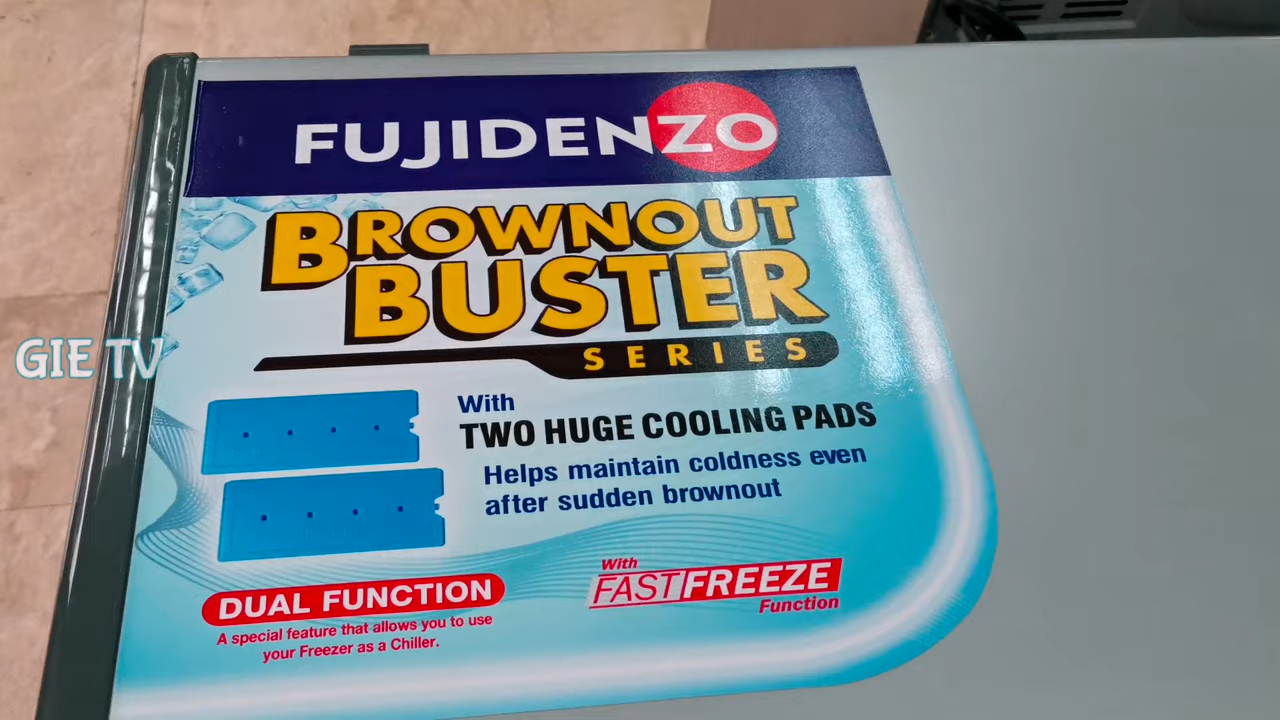 FUJIDENZO
BROWNOUT
BUSTER
SERIES
GIE TV
With
TWO HUGE COOLING PADS
Helps maintain coldness even
after sudden brownout
With
FASTFREEZE
Function
DUAL FUNCTION
A special feature that allows you to use
your Freezer as a Chiller.